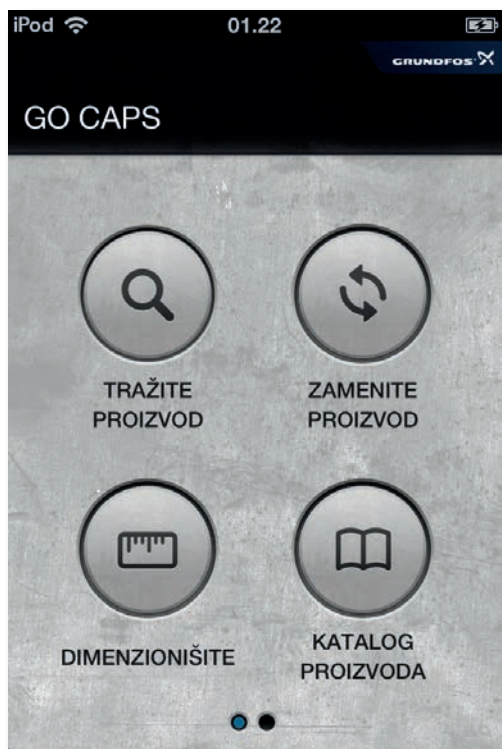 iPod 01.22
GRUNDFOS
GO CAPS
TRAŽITE
PROIZVOD
ZAMENITE
PROIZVOD
DIMENZIONIŠITE
KATALOG
PROIZVODA